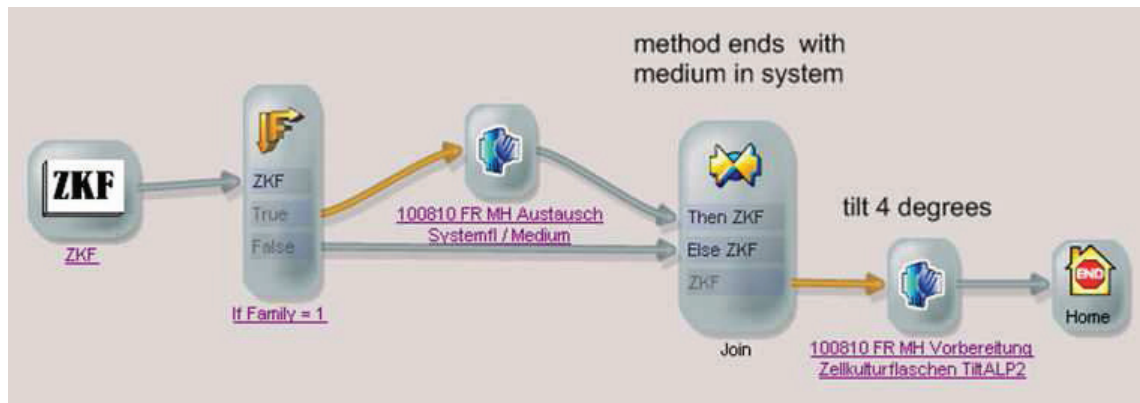 method ends with
medium in system
ZKF
ZKF
ZKF
True
False
If Family = 1
100810 FR MH Austausch
Systemfl / Medium
Then ZKF
Else ZKF
ZKF
Join
tilt 4 degrees
100810 FR MH Vorbereitung
Zellkulturflaschen TiltALP2
END
Home